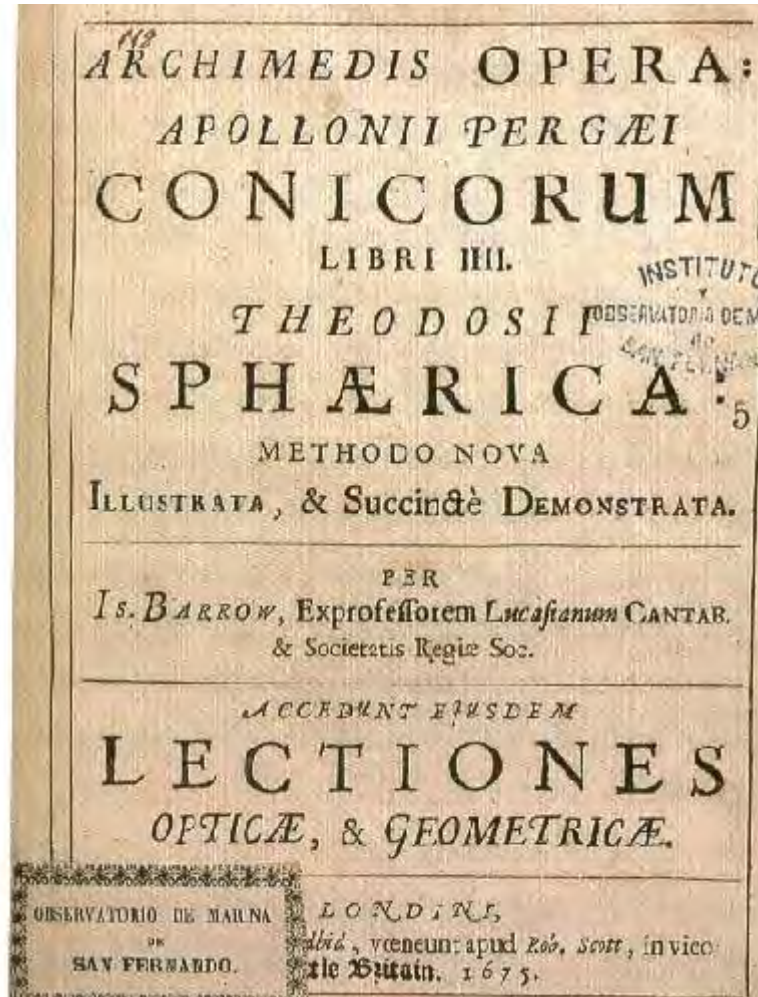 ARCHIMEDIS OPERA:
APOLLONII PERGÆI
CONICORUM
LIBRI IIII.
INSTITUTO
Y
OBSERVATORIO DE M
THEODOSII
SPHÆRICA:
5
METHODO NOVA
ILLUSTRATA, & Succinctè DEMONSTRATA.
PER
IS. BARROW, Exprofeſſorem Lucaſianum CANTAB.
& Societatis Regiæ Soc.
ACCEDUNT EJUSDEM
LECTIONES
OPTICÆ, & GEOMETRICÆ.
OBSERVATORIO DE MARINA
DE
SAN FERNANDO.
LONDINI,
væneunt apud Rob. Scott, in vico
tle Britain. 1675.